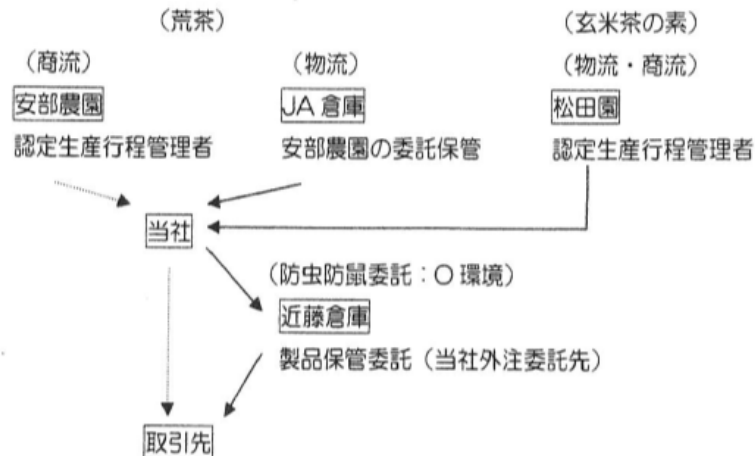 （荒茶）
（玄米茶の素）
（商流）
（物流）
（物流・商流）
安部農園
JA 倉庫
松田園
認定生産行程管理者
安部農園の委託保管
認定生産行程管理者
当社
（防虫防鼠委託：O 環境）
近藤倉庫
製品保管委託（当社外注委託先）
取引先